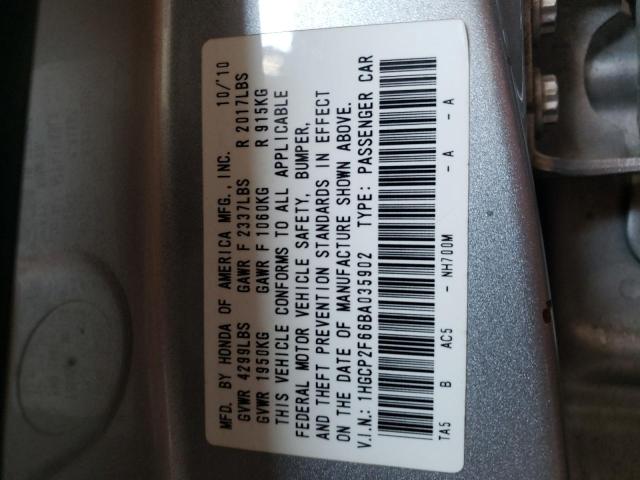 MFD. BY HONDA OF AMERICA MFG., INC. 10/'10
GVWR 4299LBS GAWR F 2337LBS R 2017LBS
GVWR 1950KG GAWR F 1060KG R 915KG
THIS VEHICLE CONFORMS TO ALL APPLICABLE
FEDERAL MOTOR VEHICLE SAFETY, BUMPER,
AND THEFT PREVENTION STANDARDS IN EFFECT
ON THE DATE OF MANUFACTURE SHOWN ABOVE.
V.I.N.: 1HGCP2F66BA035902 TYPE: PASSENGER CAR
TA5 B AC5 - NH700M - A - A